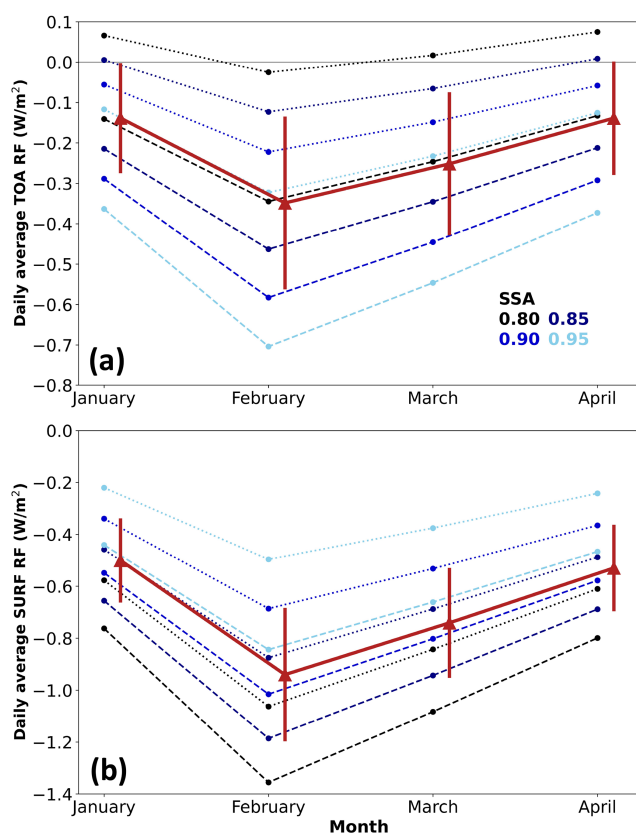 0.1
0.0
−0.1
−0.2
−0.3
−0.4
−0.5
−0.6
−0.7
−0.8
Daily average TOA RF (W/m²)
SSA
0.80 0.85
0.90 0.95
(a)
January February March April
0.0
−0.2
−0.4
−0.6
−0.8
−1.0
−1.2
−1.4
Daily average SURF RF (W/m²)
(b)
January February March April
Month